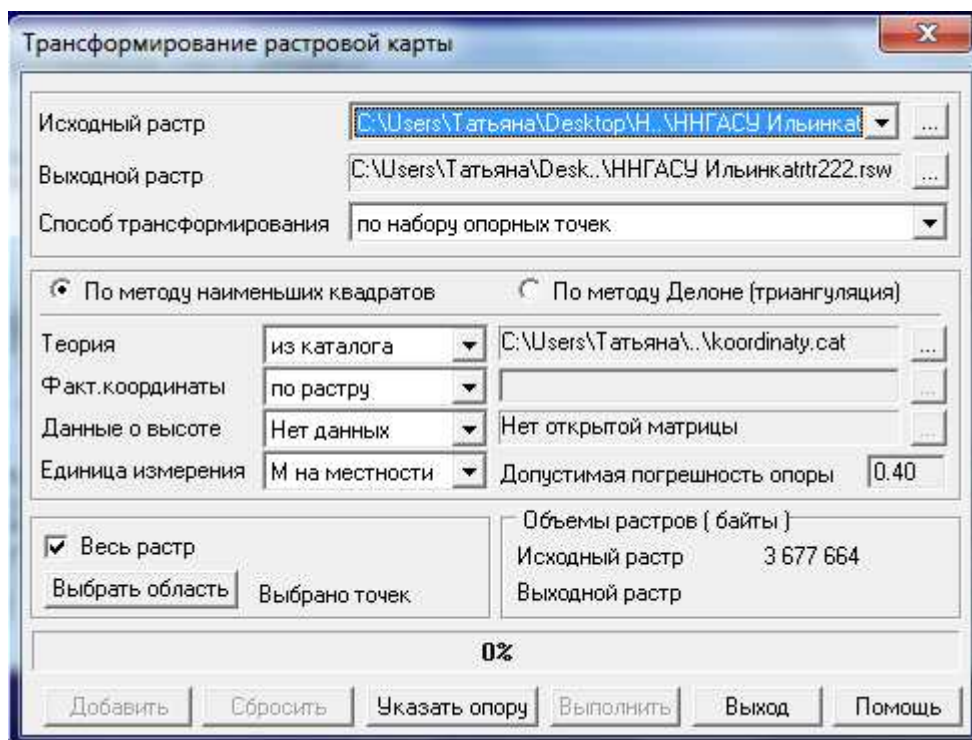 Трансформирование растровой карты
Исходный растр C:\Users\Татьяна\Desktop\Н..\ННГАСУ Ильинкat ...
Выходной растр C:\Users\Татьяна\Desk..\ННГАСУ Ильинкatrtr222.rsw ...
Способ трансформирования по набору опорных точек
По методу наименьших квадратов По методу Делоне (триангуляция)
Теория из каталога C:\Users\Татьяна\..\koordinaty.cat ...
Факт.координаты по растру ...
Данные о высоте Нет данных Нет открытой матрицы ...
Единица измерения М на местности Допустимая погрешность опоры 0.40
Объемы растров ( байты )
Весь растр Исходный растр 3 677 664
Выбрать область Выбрано точек Выходной растр
0%
Добавить Сбросить Указать опору Выполнить Выход Помощь